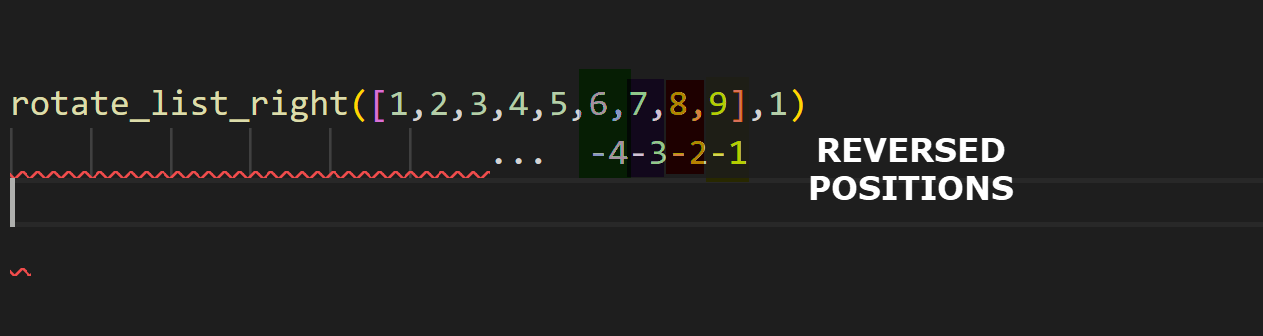 rotate_list_right([1,2,3,4,5,6,7,8,9],1)
... -4-3-2-1
REVERSED
POSITIONS